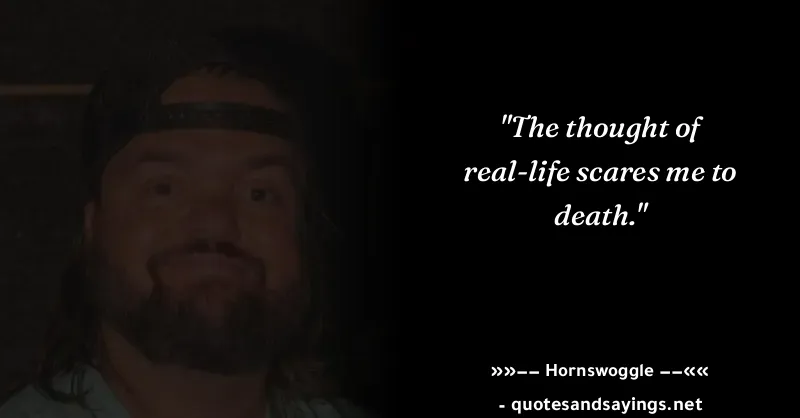 "The thought of
real-life scares me to
death."
»»−− Hornswoggle −−««
- quotesandsayings.net